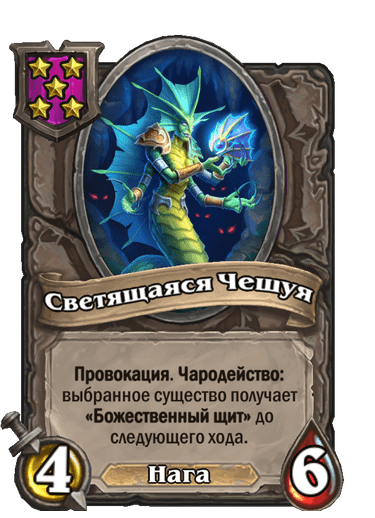 Светящаяся Чешуя
Провокация. Чародейство:
выбранное существо получает
«Божественный щит» до
следующего хода.
4
Нага
6